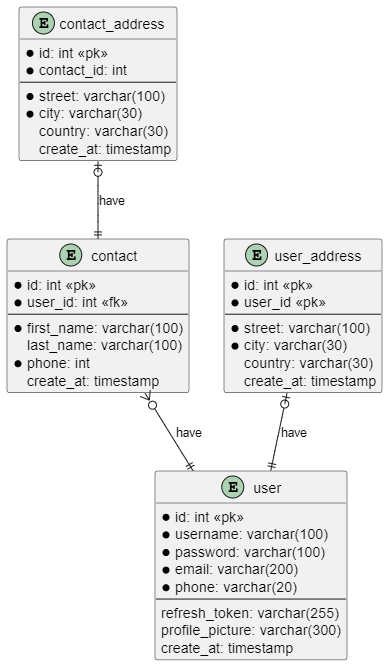 E contact_address
id: int «pk»
contact_id: int
street: varchar(100)
city: varchar(30)
country: varchar(30)
create_at: timestamp
have
E contact
id: int «pk»
user_id: int «fk»
first_name: varchar(100)
last_name: varchar(100)
phone: int
create_at: timestamp
E user_address
id: int «pk»
user_id «pk»
street: varchar(100)
city: varchar(30)
country: varchar(30)
create_at: timestamp
have
have
E user
id: int «pk»
username: varchar(100)
password: varchar(100)
email: varchar(200)
phone: varchar(20)
refresh_token: varchar(255)
profile_picture: varchar(300)
create_at: timestamp